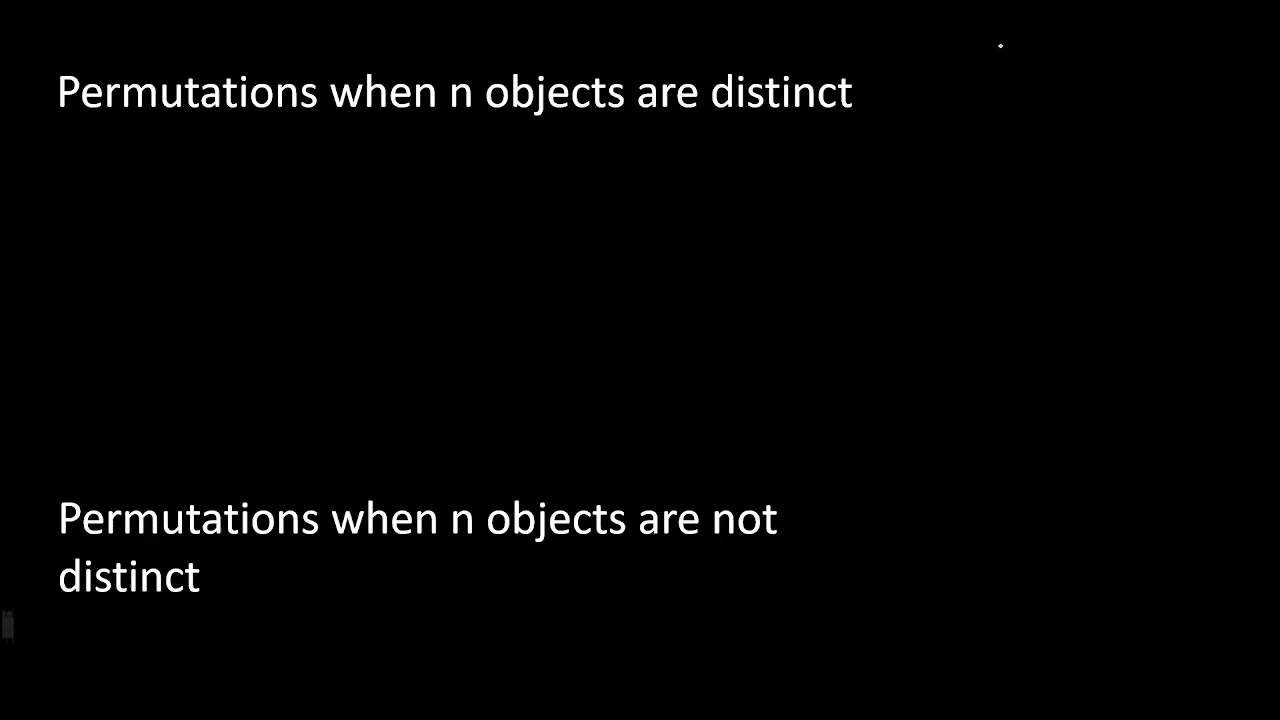 Permutations when n objects are distinct
Permutations when n objects are not
distinct